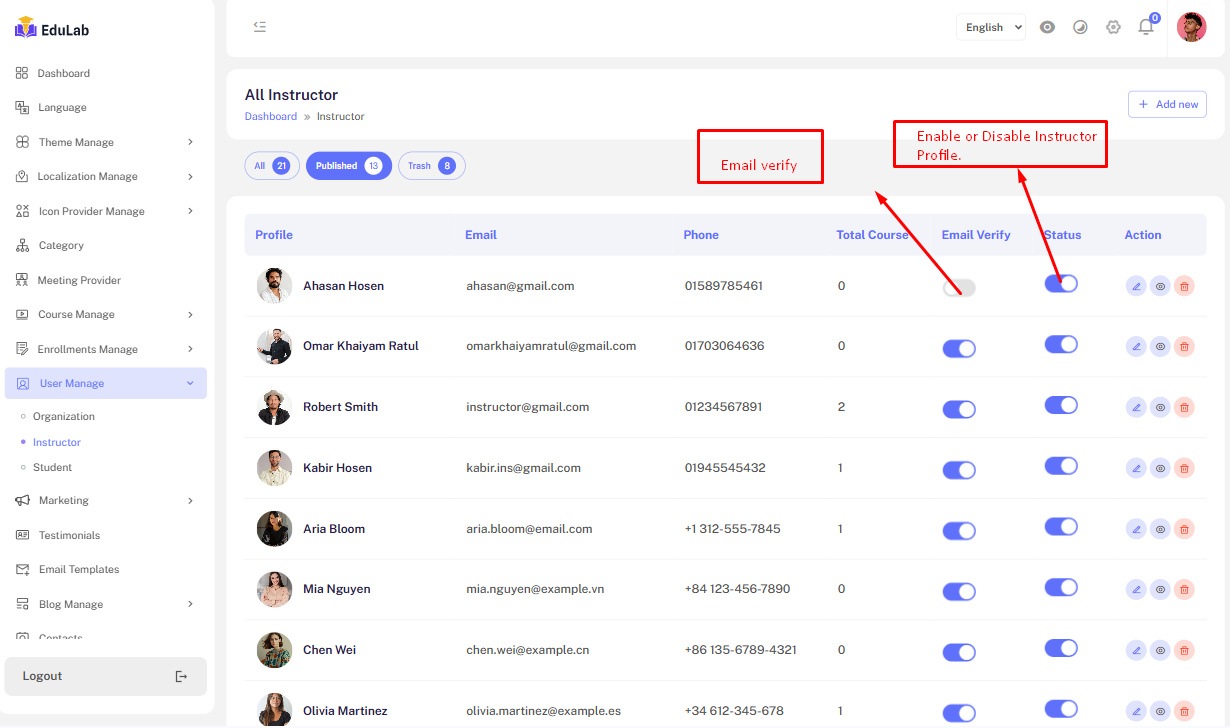 EduLab
Dashboard
Language
Theme Manage
Localization Manage
Icon Provider Manage
Category
Meeting Provider
Course Manage
Enrollments Manage
User Manage
Organization
Instructor
Student
Marketing
Testimonials
Email Templates
Blog Manage
Contacts
Logout
English
0
All Instructor
Dashboard » Instructor
+ Add new
All 21 Published 13 Trash 8
Email verify
Enable or Disable Instructor
Profile.
Profile Email Phone Total Course Email Verify Status Action
Ahasan Hosen ahasan@gmail.com 01589785461 0
Omar Khaiyam Ratul omarkhaiyamratul@gmail.com 01703064636 0
Robert Smith instructor@gmail.com 01234567891 2
Kabir Hosen kabir.ins@gmail.com 01945545432 1
Aria Bloom aria.bloom@email.com +1 312-555-7845 1
Mia Nguyen mia.nguyen@example.vn +84 123-456-7890 0
Chen Wei chen.wei@example.cn +86 135-6789-4321 0
Olivia Martinez olivia.martinez@example.es +34 612-345-678 1